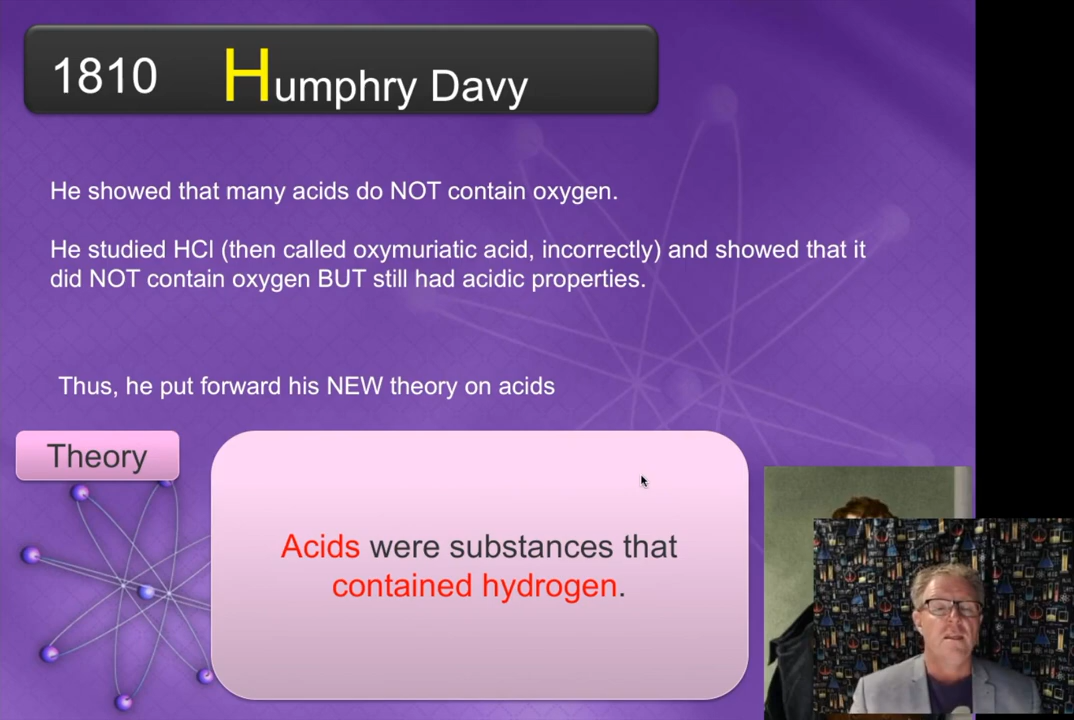 1810 Humphry Davy
He showed that many acids do NOT contain oxygen.
He studied HCl (then called oxymuriatic acid, incorrectly) and showed that it
did NOT contain oxygen BUT still had acidic properties.
Thus, he put forward his NEW theory on acids
Theory
Acids were substances that
contained hydrogen.